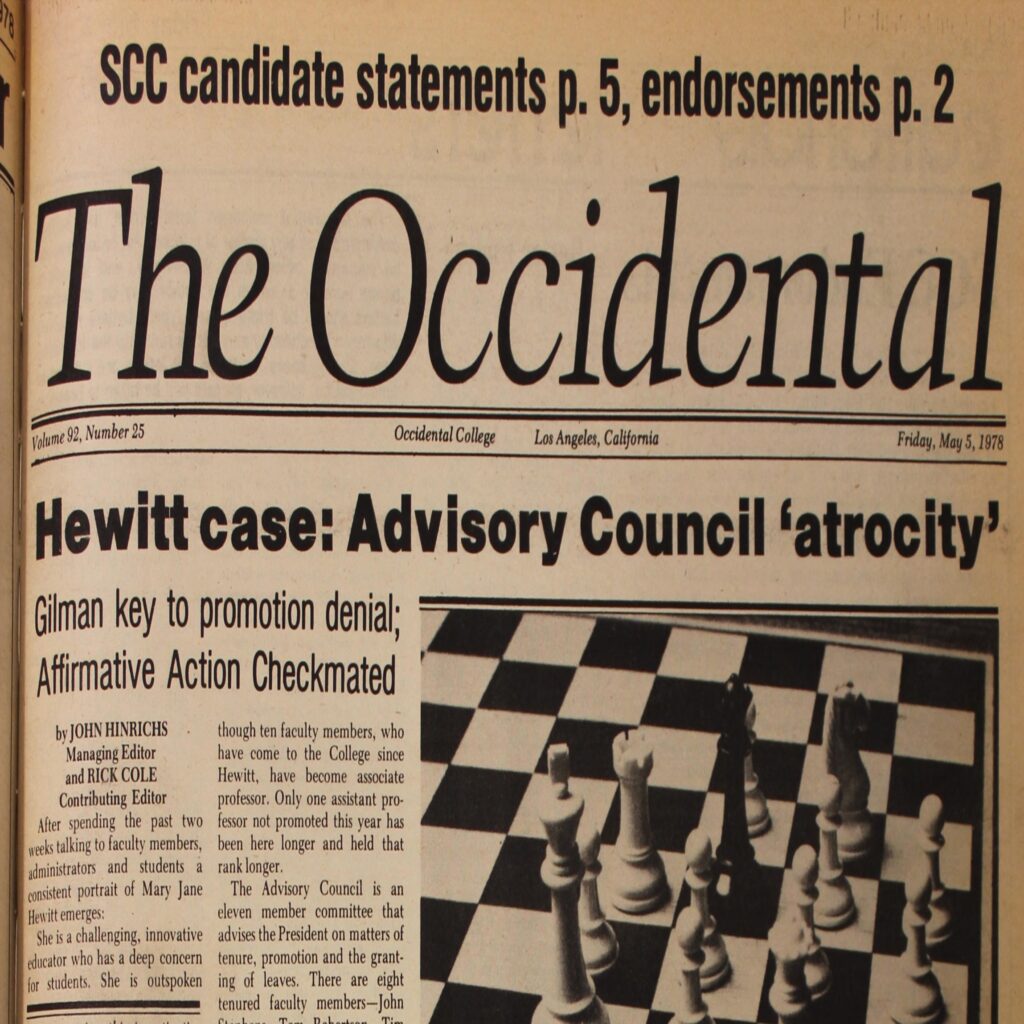 SCC candidate statements p. 5, endorsements p. 2
The Occidental
Volume 92, Number 25
Occidental College
Los Angeles, California
Friday, May 5, 1978
Hewitt case: Advisory Council ‘atrocity’
Gilman key to promotion denial;
Affirmative Action Checkmated
by JOHN HINRICHS
Managing Editor
and RICK COLE
Contributing Editor
After spending the past two
weeks talking to faculty members,
administrators and students a
consistent portrait of Mary Jane
Hewitt emerges:
She is a challenging, innovative
educator who has a deep concern
for students. She is outspoken
though ten faculty members, who
have come to the College since
Hewitt, have become associate
professor. Only one assistant pro-
fessor not promoted this year has
been here longer and held that
rank longer.
The Advisory Council is an
eleven member committee that
advises the President on matters of
tenure, promotion and the grant-
ing of leaves. There are eight
tenured faculty members—John